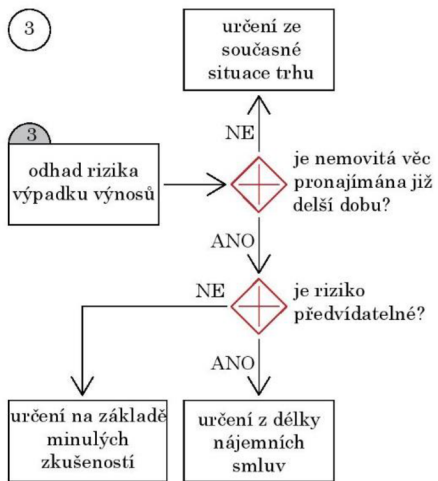 3
určení ze
současné
situace trhu
NE
3
odhad rizika
výpadku výnosů
je nemovitá věc
pronajímána již
delší dobu?
ANO
NE
je riziko
předvídatelné?
ANO
určení na základě
minulých
zkušeností
určení z délky
nájemních
smluv